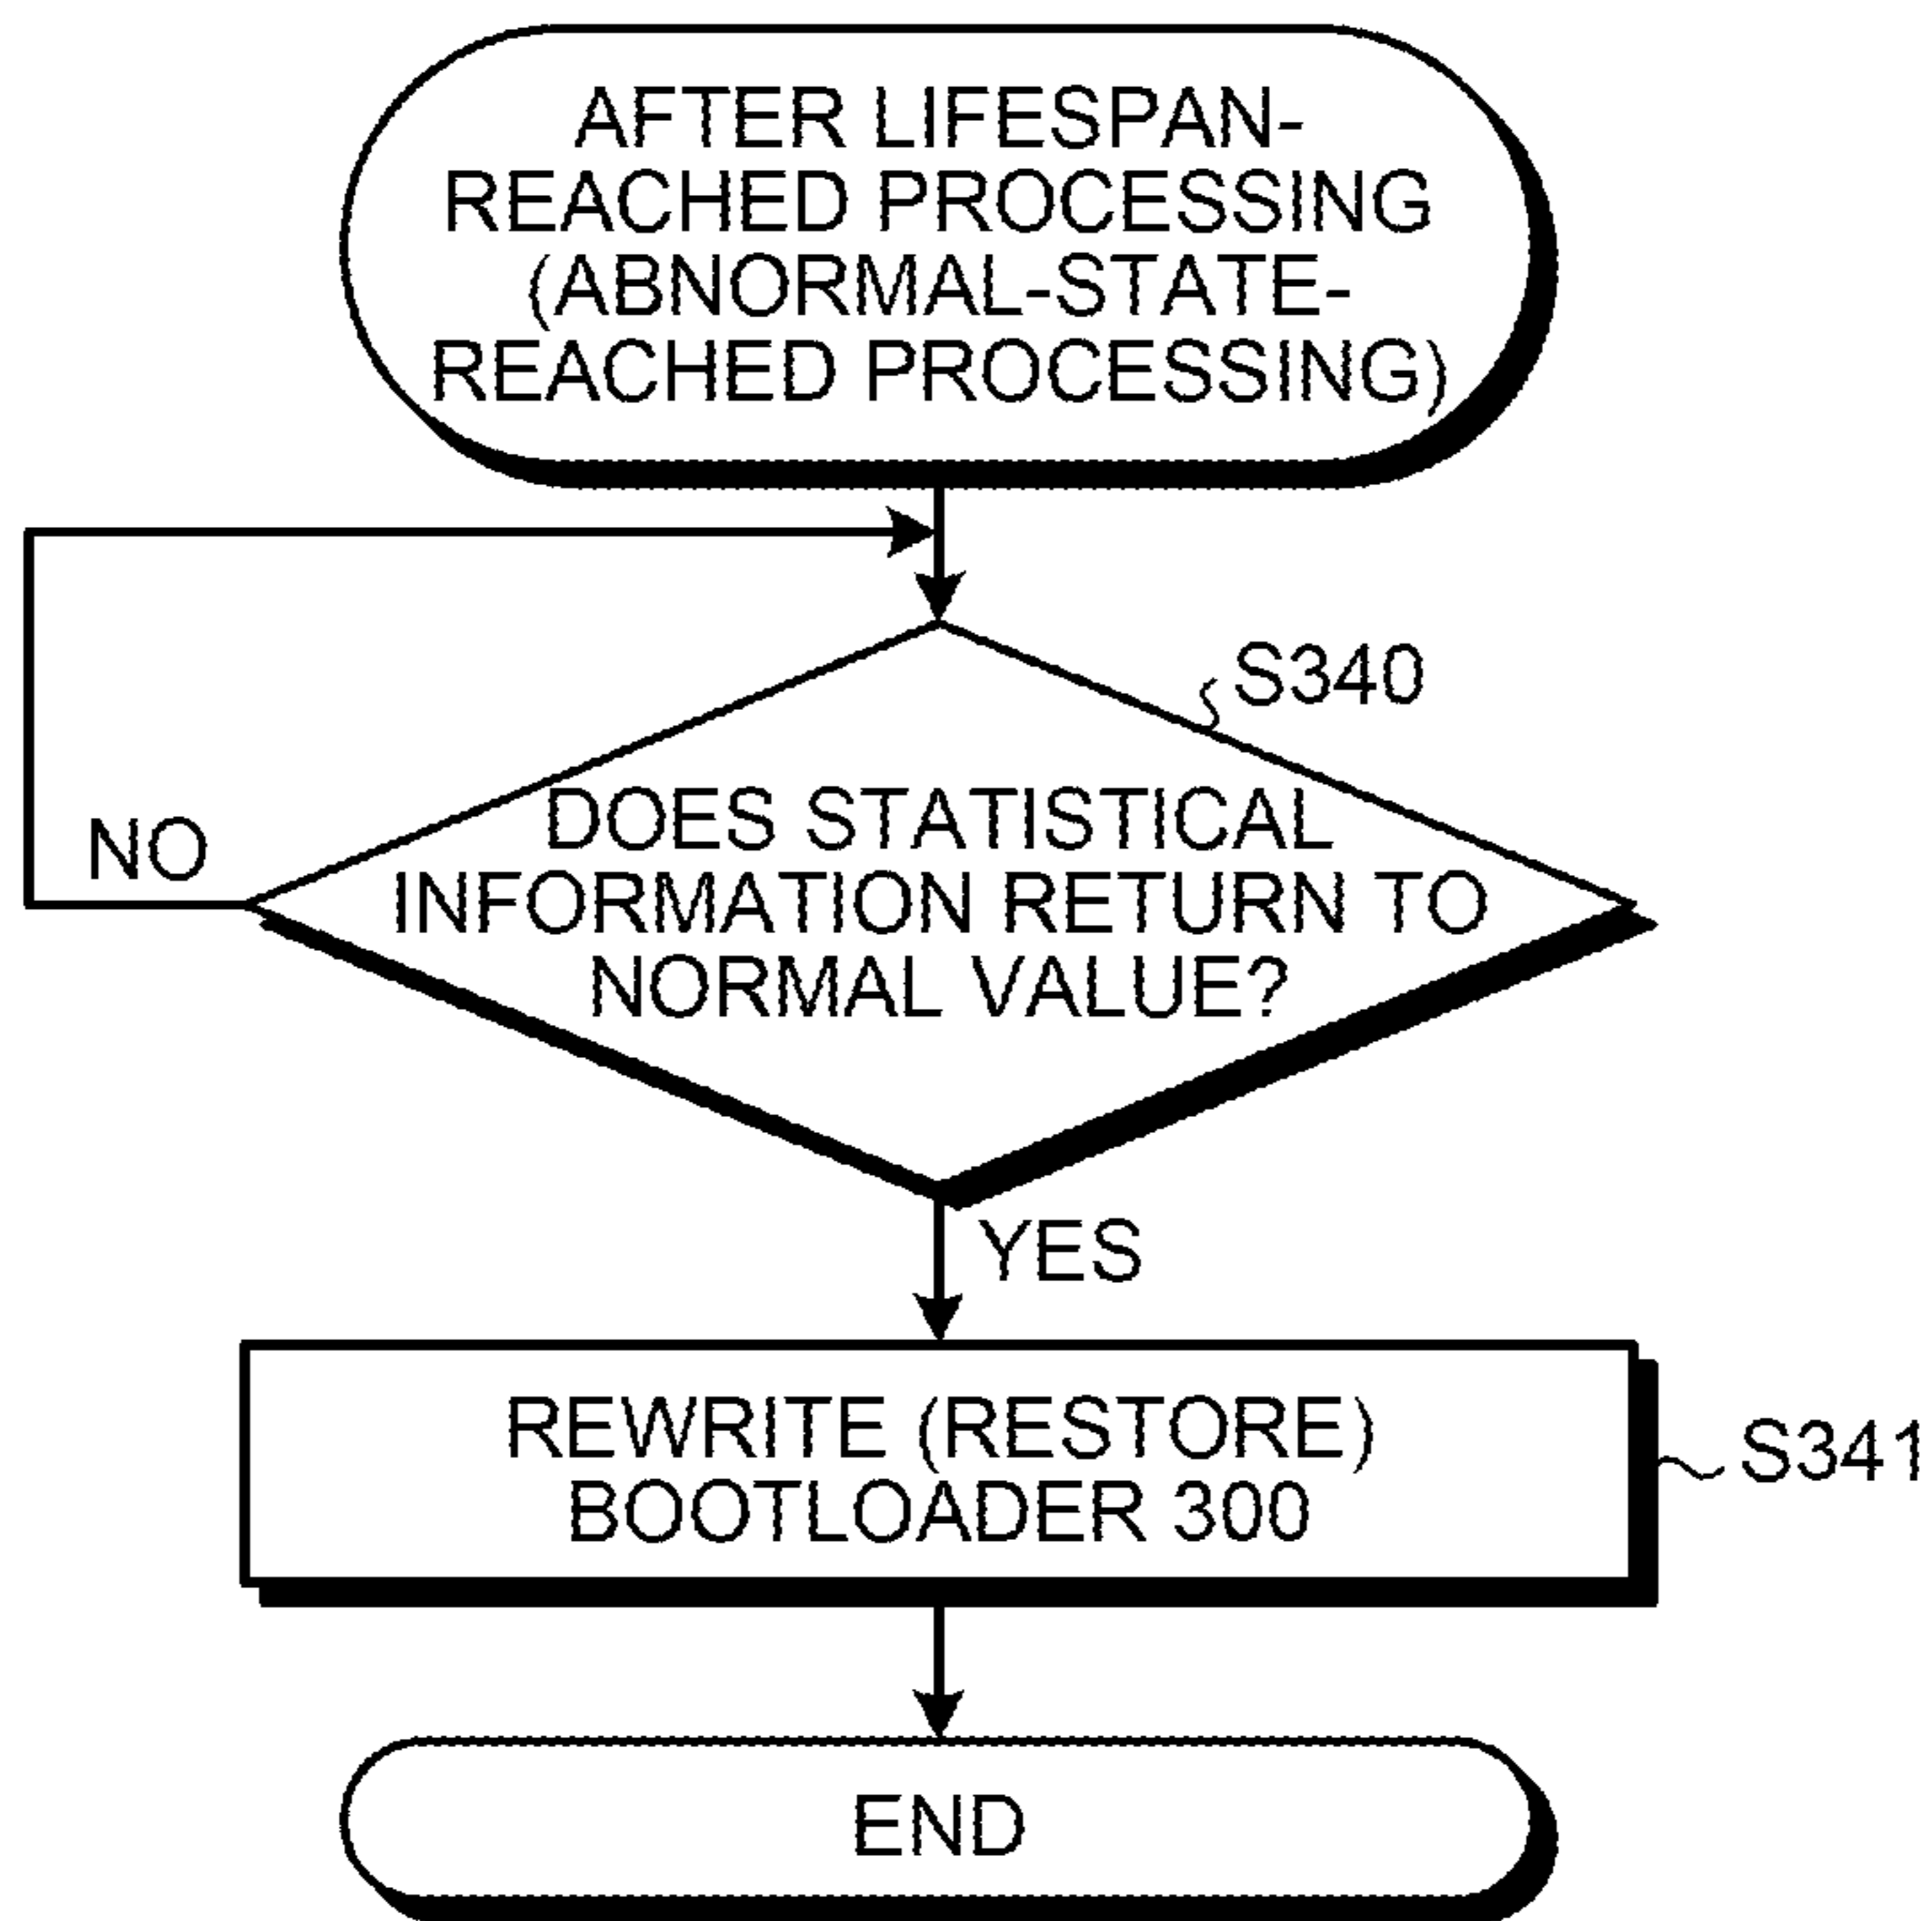 AFTER LIFESPAN-
REACHED PROCESSING
(ABNORMAL-STATE-
REACHED PROCESSING)
S340
DOES STATISTICAL
INFORMATION RETURN TO
NORMAL VALUE?
NO
YES
REWRITE (RESTORE)
BOOTLOADER 300
S341
END